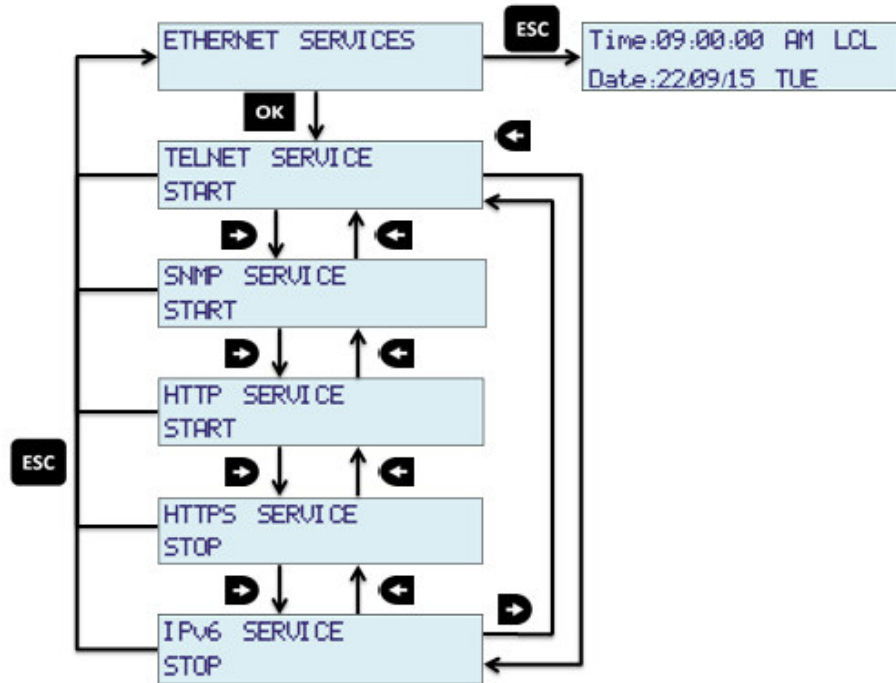 ETHERNET SERVICES
ESC
Time:09:00:00 AM LCL
Date:22/09/15 TUE
OK
TELNET SERVICE
START
SNMP SERVICE
START
HTTP SERVICE
START
ESC
HTTPS SERVICE
STOP
IPv6 SERVICE
STOP